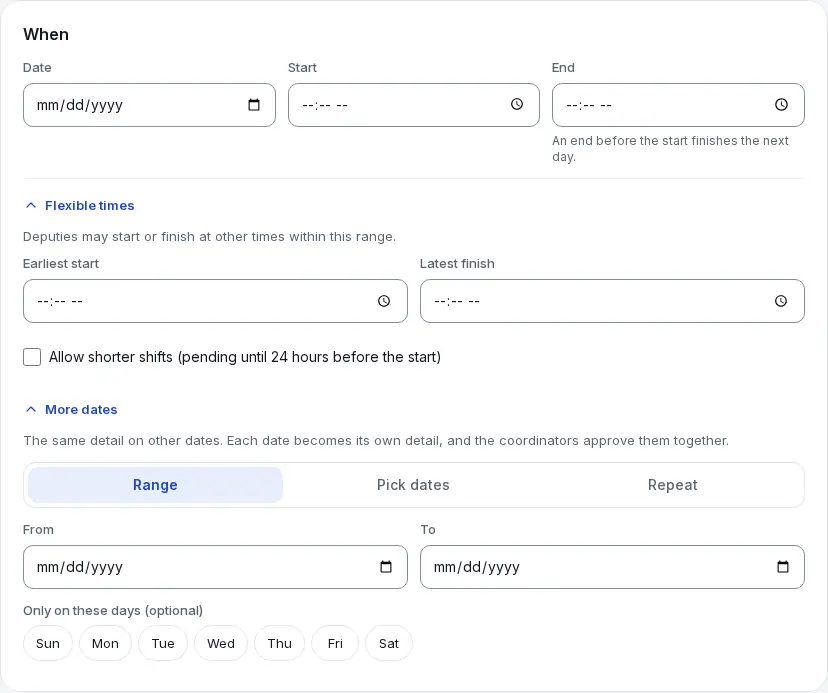 When
Date
Start
End
mm/dd/yyyy
--:-- --
--:-- --
An end before the start finishes the next
day.
Flexible times
Deputies may start or finish at other times within this range.
Earliest start
Latest finish
--:-- --
--:-- --
Allow shorter shifts (pending until 24 hours before the start)
More dates
The same detail on other dates. Each date becomes its own detail, and the coordinators approve them together.
Range
Pick dates
Repeat
From
To
mm/dd/yyyy
mm/dd/yyyy
Only on these days (optional)
Sun
Mon
Tue
Wed
Thu
Fri
Sat